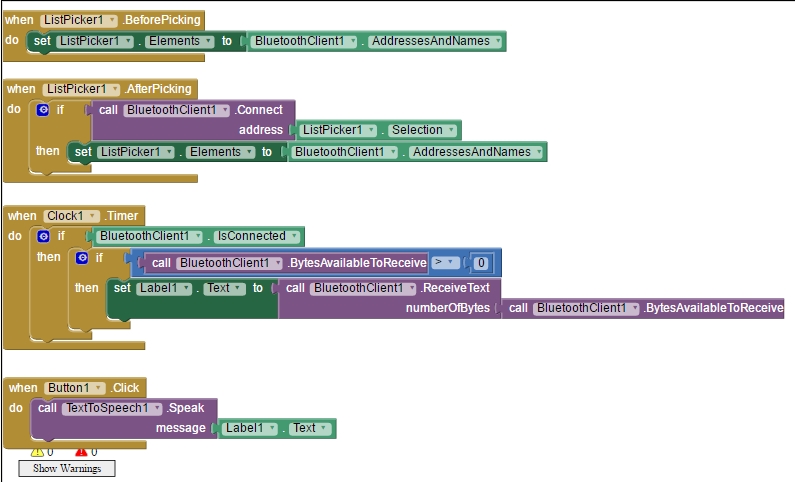 when ListPicker1 .BeforePicking
do set ListPicker1 . Elements to BluetoothClient1 . AddressesAndNames
when ListPicker1 .AfterPicking
do if call BluetoothClient1 .Connect
address ListPicker1 . Selection
then set ListPicker1 . Elements to BluetoothClient1 . AddressesAndNames
when Clock1 .Timer
do if BluetoothClient1 . IsConnected
then if call BluetoothClient1 .BytesAvailableToReceive > 0
then set Label1 . Text to call BluetoothClient1 .ReceiveText
numberOfBytes call BluetoothClient1 .BytesAvailableToReceive
when Button1 .Click
do call TextToSpeech1 .Speak
message Label1 . Text
0 0
Show Warnings